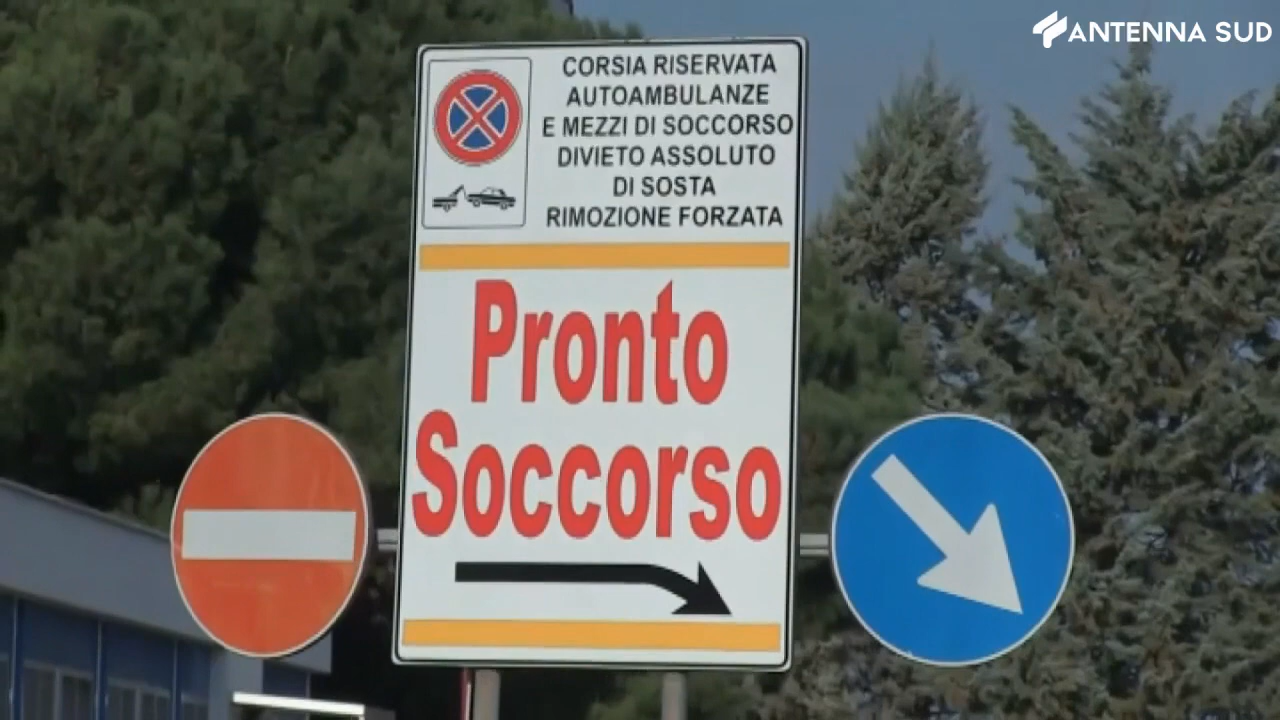 ANTENNA SUD
CORSIA RISERVATA
AUTOAMBULANZE
E MEZZI DI SOCCORSO
DIVIETO ASSOLUTO
DI SOSTA
RIMOZIONE FORZATA
Pronto
Soccorso